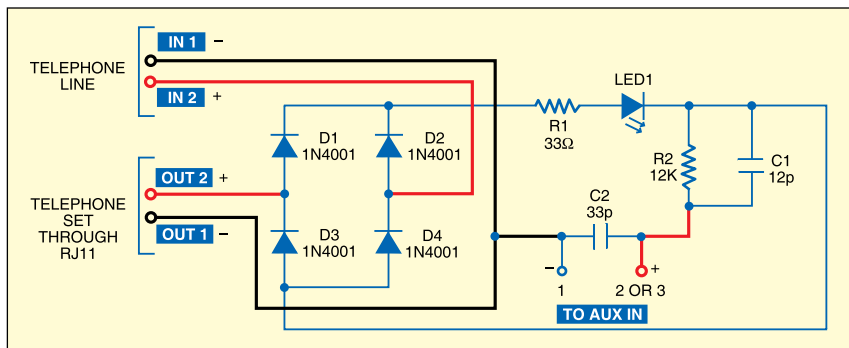 IN 1 –
TELEPHONE
LINE
IN 2 +
OUT 2 +
TELEPHONE
SET
THROUGH
RJ11
OUT 1 –
D1
1N4001
D2
1N4001
D3
1N4001
D4
1N4001
R1
33Ω
LED1
R2
12K
C1
12p
C2
33p
–
1
+
2 OR 3
TO AUX IN